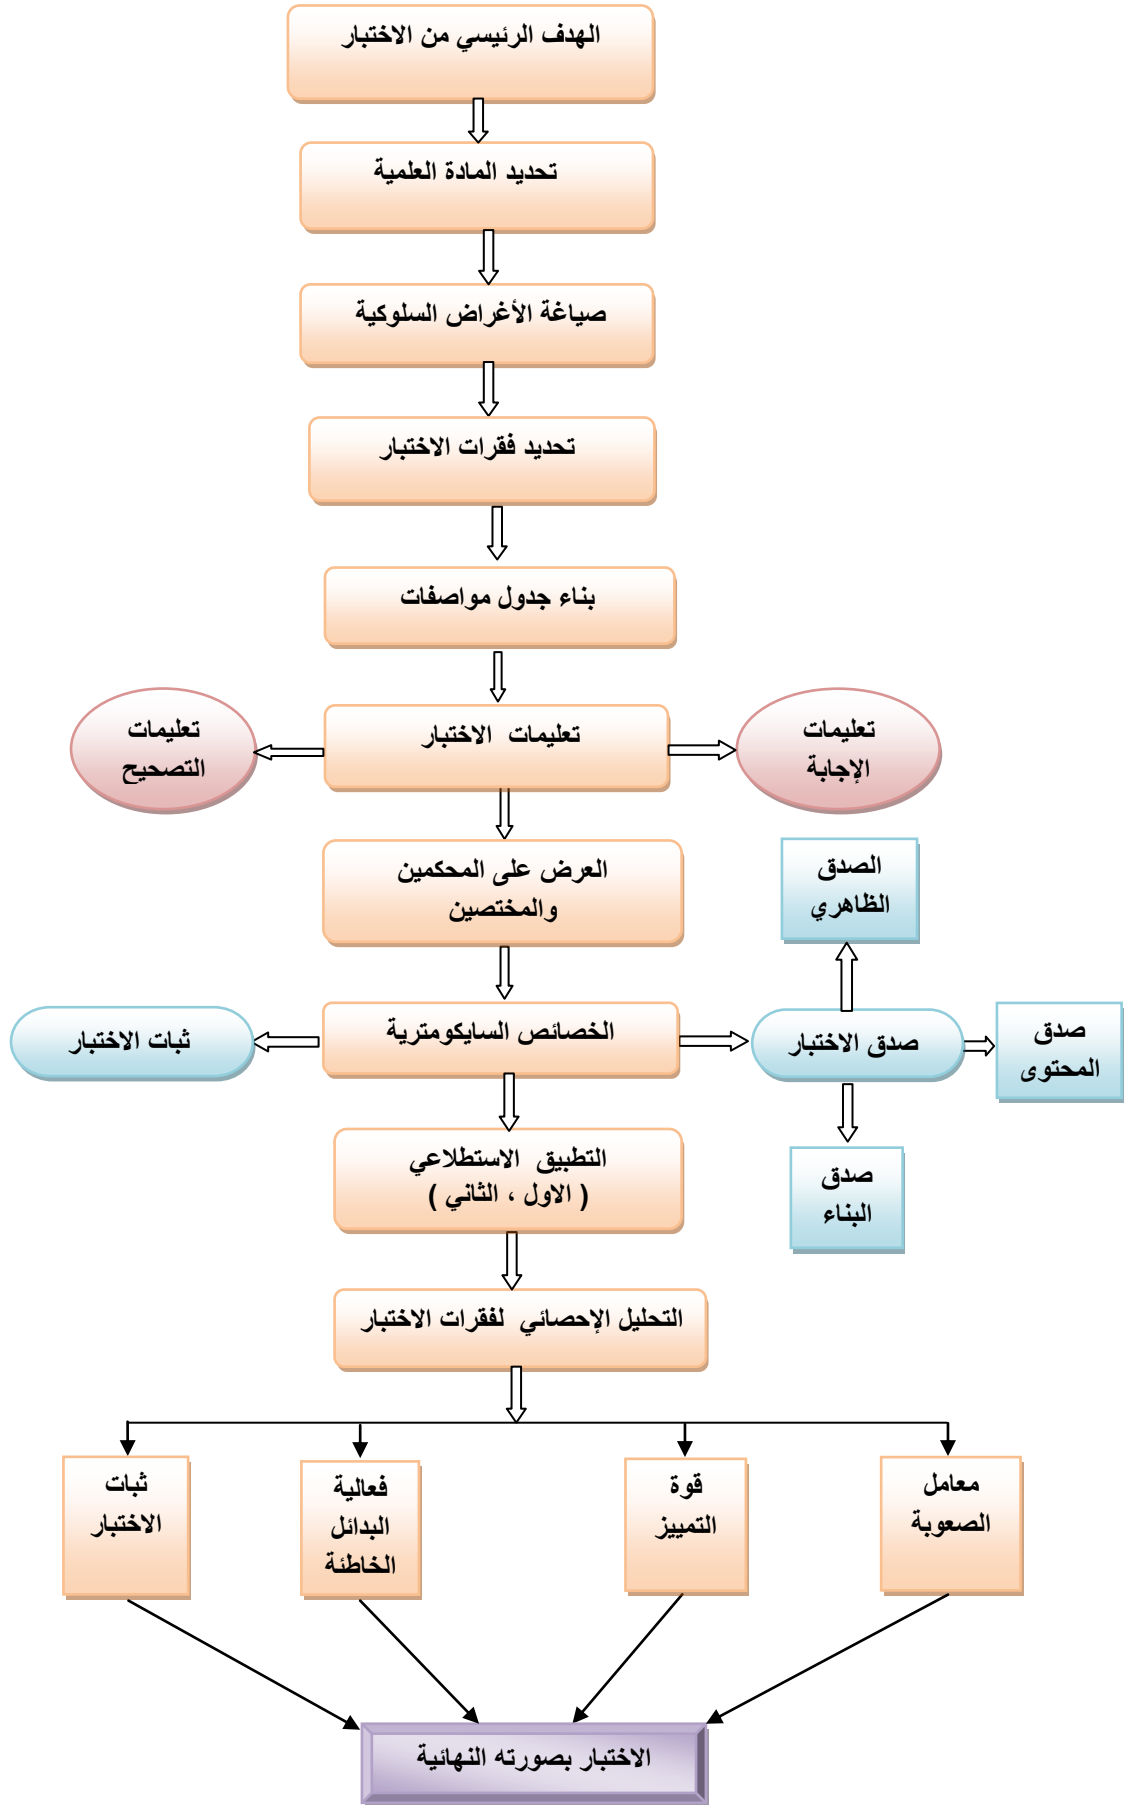 الهدف الرئيسي من الاختبار
تحديد المادة العلمية
صياغة الأغراض السلوكية
تحديد فقرات الاختبار
بناء جدول مواصفات
تعليمات الاختبار
تعليمات
الإجابة
تعليمات
التصحيح
العرض على المحكمين
والمختصين
الخصائص السايكومترية
صدق الاختبار
الصدق
الظاهري
صدق
المحتوى
صدق
البناء
ثبات الاختبار
التطبيق الاستطلاعي
( الاول ، الثاني )
التحليل الإحصائي لفقرات الاختبار
معامل
الصعوبة
قوة
التمييز
فعالية
البدائل
الخاطئة
ثبات
الاختبار
الاختبار بصورته النهائية